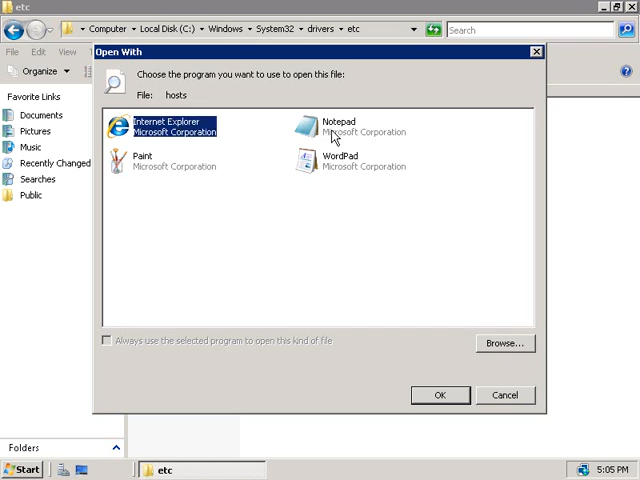 etc
Computer
Local Disk (C:)
Windows
System32
drivers
etc
Search
File
Edit
View
Organize
Favorite Links
Documents
Pictures
Music
Recently Changed
Searches
Public
Folders
Open With
Choose the program you want to use to open this file:
File: hosts
Internet Explorer
Microsoft Corporation
Notepad
Microsoft Corporation
Paint
Microsoft Corporation
WordPad
Microsoft Corporation
Always use the selected program to open this kind of file
Browse...
OK
Cancel
Start
etc
5:05 PM